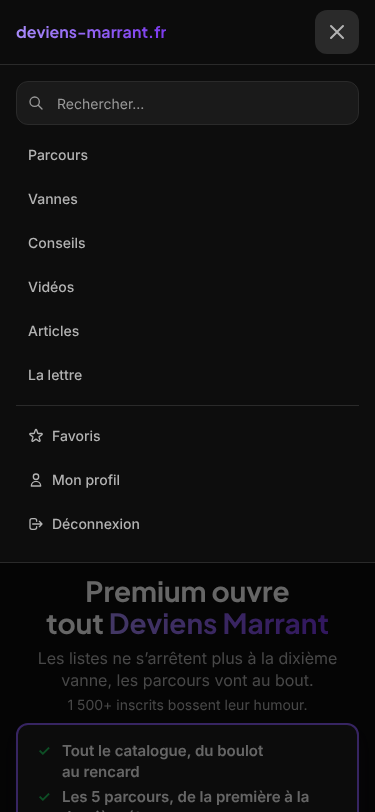 deviens-marrant.fr
Rechercher...
Parcours
Vannes
Conseils
Vidéos
Articles
La lettre
Favoris
Mon profil
Déconnexion
Premium ouvre
tout Deviens Marrant
Les listes ne s'arrêtent plus à la dixième
vanne, les parcours vont au bout.
1 500+ inscrits bossent leur humour.
Tout le catalogue, du boulot
au rencard
Les 5 parcours, de la première à la